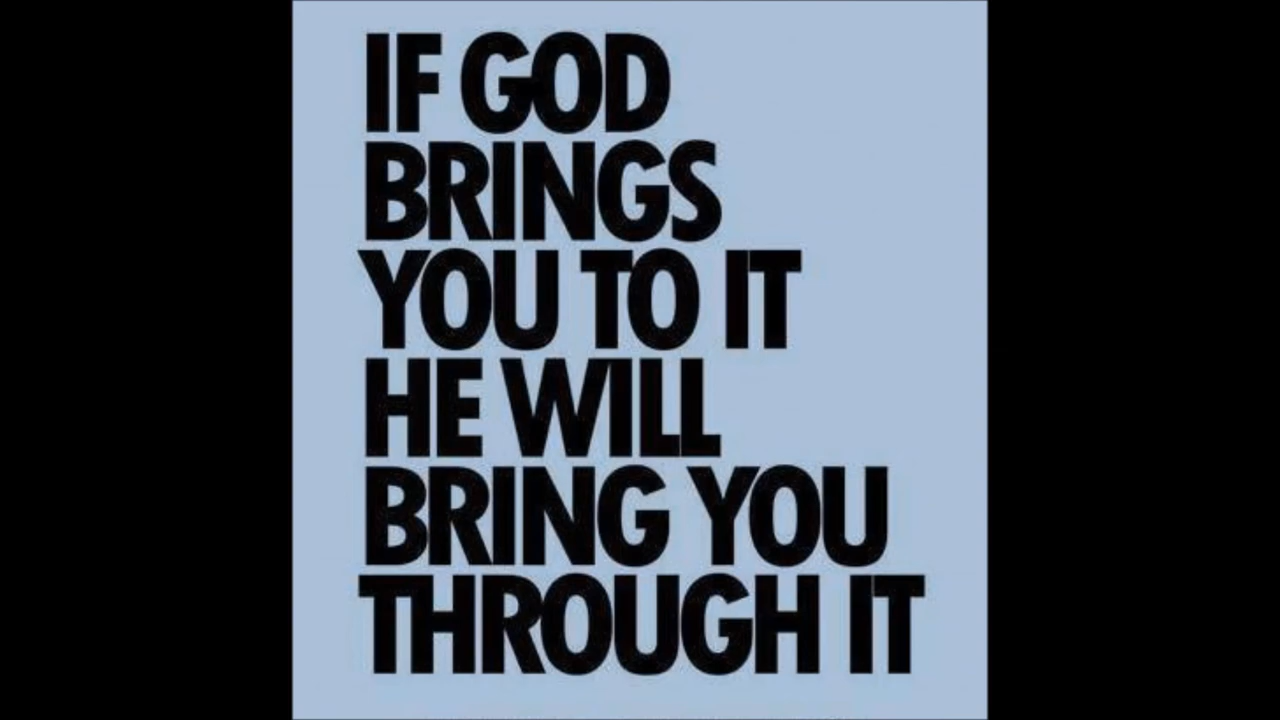 IF GOD
BRINGS
YOU TO IT
HE WILL
BRING YOU
THROUGH IT